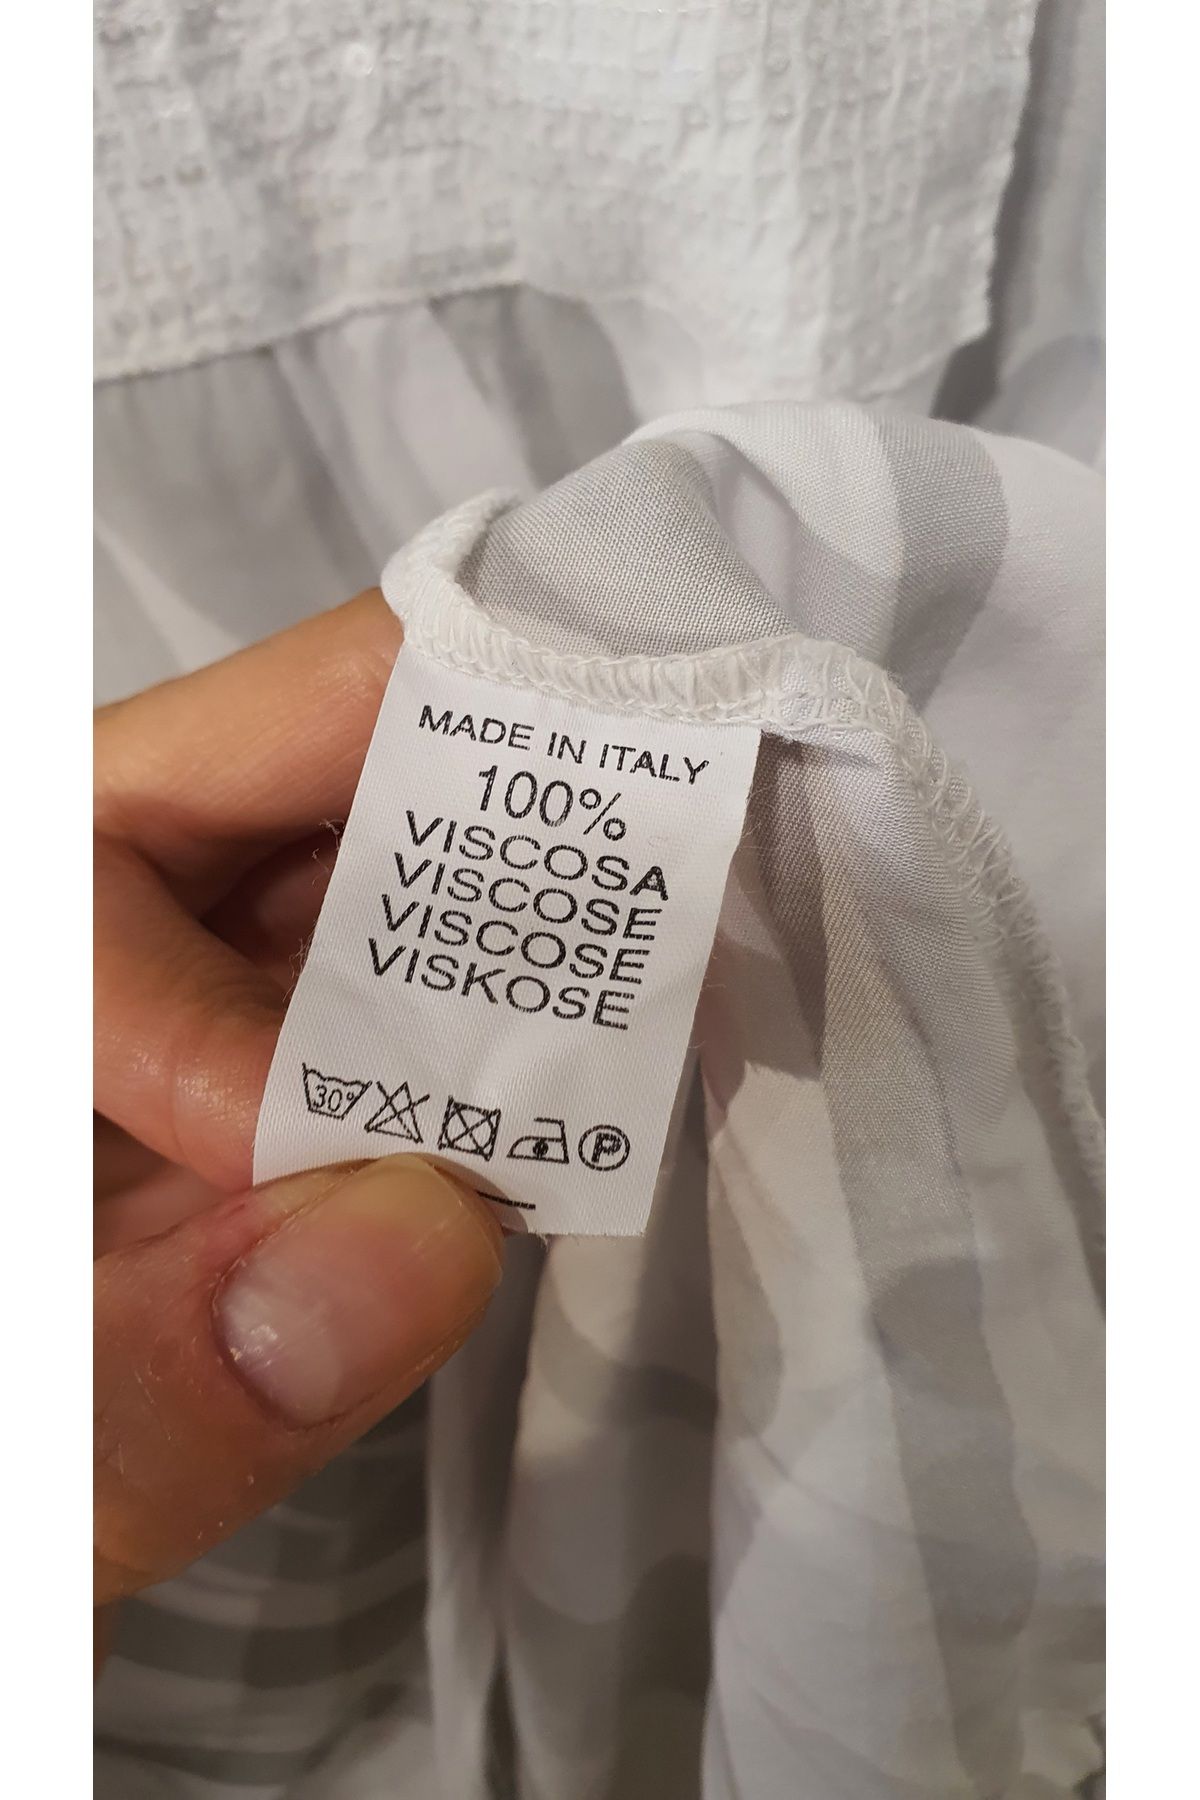 MADE IN ITALY
100%
VISCOSA
VISCOSE
VISCOSE
VISKOSE
30° P